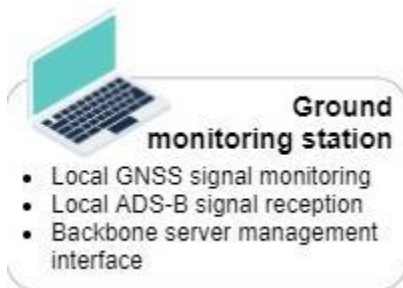 Ground
monitoring station
• Local GNSS signal monitoring
• Local ADS-B signal reception
• Backbone server management
interface